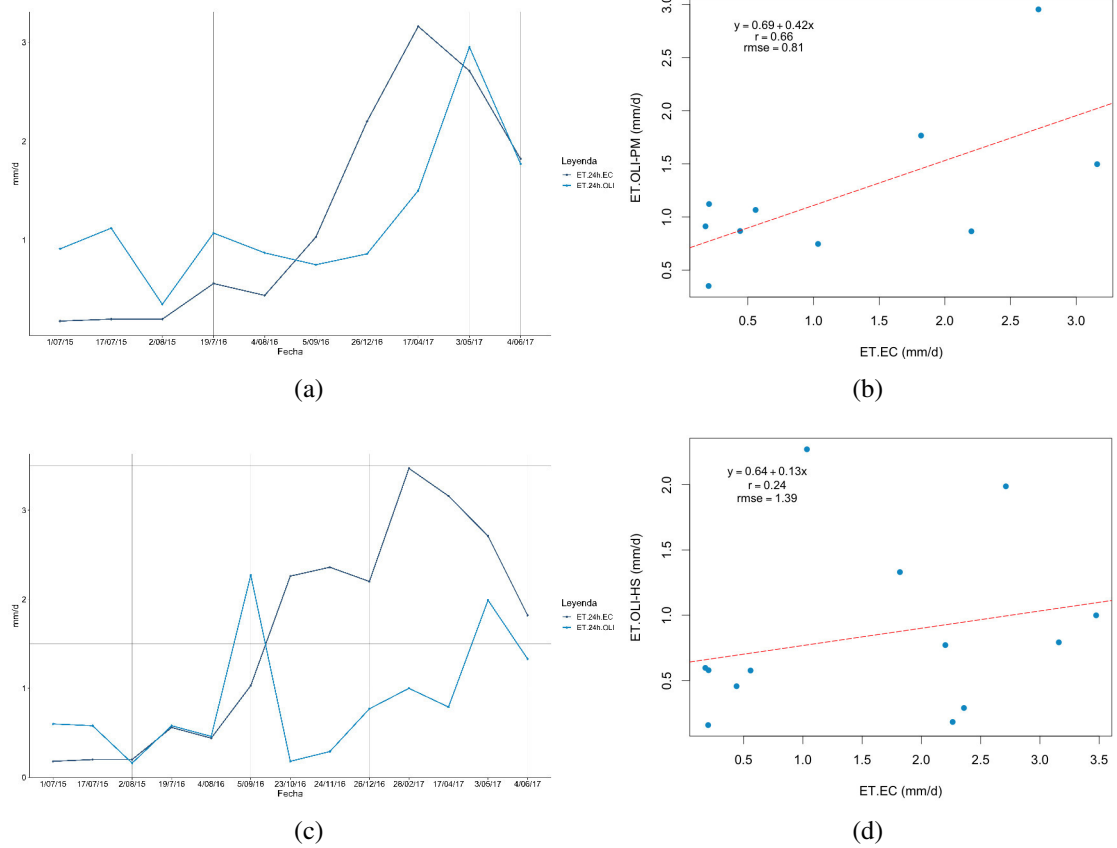 3
2
1
mm/d
1/07/15 17/07/15 2/08/15 19/7/16 4/08/16 5/09/16 26/12/16 17/04/17 3/05/17 4/06/17
Fecha
Leyenda
ET.24h.EC
ET.24h.OLI
(a)
y = 0.69 + 0.42x
r = 0.66
rmse = 0.81
3.0
2.5
2.0
1.5
1.0
0.5
ET.OLI-PM (mm/d)
0.5 1.0 1.5 2.0 2.5 3.0
ET.EC (mm/d)
(b)
3
2
1
0
mm/d
1/07/15 17/07/15 2/08/15 19/7/16 4/08/16 5/09/16 23/10/16 24/11/16 26/12/16 28/02/17 17/04/17 3/05/17 4/06/17
Fecha
Leyenda
ET.24h.EC
ET.24h.OLI
(c)
y = 0.64 + 0.13x
r = 0.24
rmse = 1.39
2.0
1.5
1.0
0.5
ET.OLI-HS (mm/d)
0.5 1.0 1.5 2.0 2.5 3.0 3.5
ET.EC (mm/d)
(d)